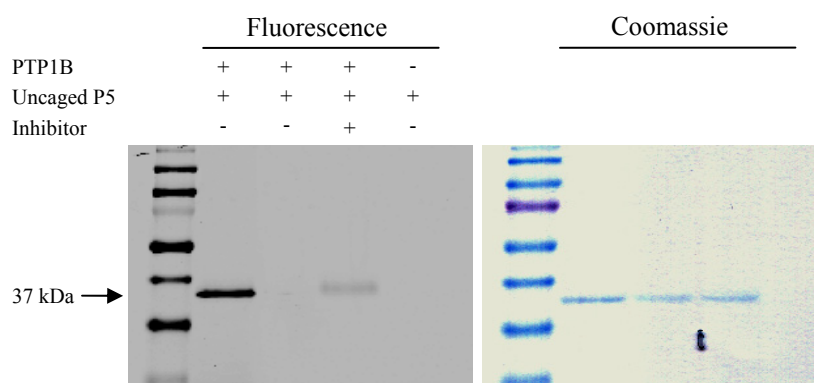 Fluorescence Coomassie
PTP1B + + + -
Uncaged P5 + + + +
Inhibitor - - + -
37 kDa